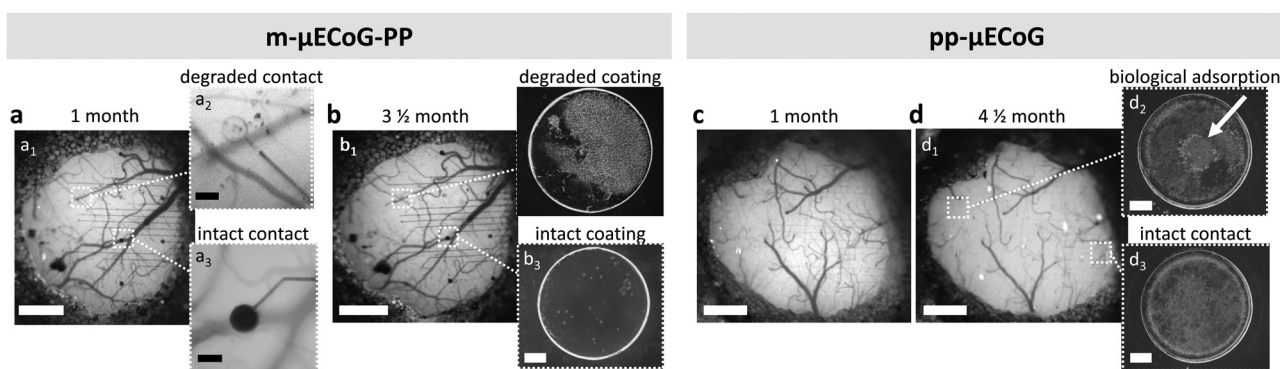 m-μECoG-PP
pp-μECoG
degraded contact
degraded coating
biological adsorption
a
1 month
a2
b
3 ½ month
c
1 month
d
4 ½ month
d2
a1
b1
d1
intact contact
intact coating
intact contact
a3
b3
d3